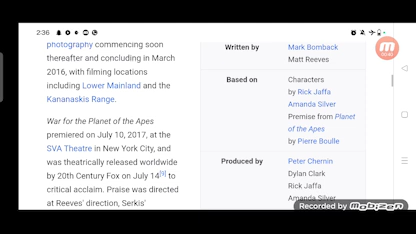 2:36
photography commencing soon
thereafter and concluding in March
2016, with filming locations
including Lower Mainland and the
Kananaskis Range.
War for the Planet of the Apes
premiered on July 10, 2017, at the
SVA Theatre in New York City, and
was theatrically released worldwide
by 20th Century Fox on July 14[9] to
critical acclaim. Praise was directed
at Reeves' direction, Serkis'
Written by
Mark Bomback
Matt Reeves
Based on
Characters
by Rick Jaffa
Amanda Silver
Premise from Planet
of the Apes
by Pierre Boulle
Produced by
Peter Chernin
Dylan Clark
Rick Jaffa
Amanda Silver
Recorded by Mobizen